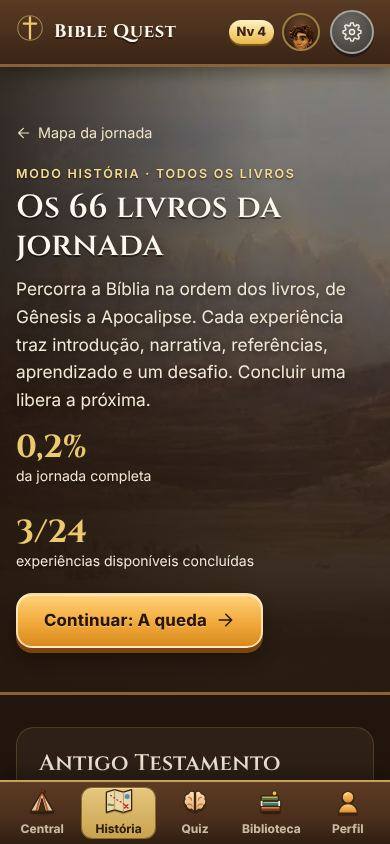 Bible Quest
Nv 4
← Mapa da jornada
MODO HISTÓRIA · TODOS OS LIVROS
Os 66 livros da
jornada
Percorra a Bíblia na ordem dos livros, de
Gênesis a Apocalipse. Cada experiência
traz introdução, narrativa, referências,
aprendizado e um desafio. Concluir uma
libera a próxima.
0,2%
da jornada completa
3/24
experiências disponíveis concluídas
Continuar: A queda →
Antigo Testamento
Central
História
Quiz
Biblioteca
Perfil